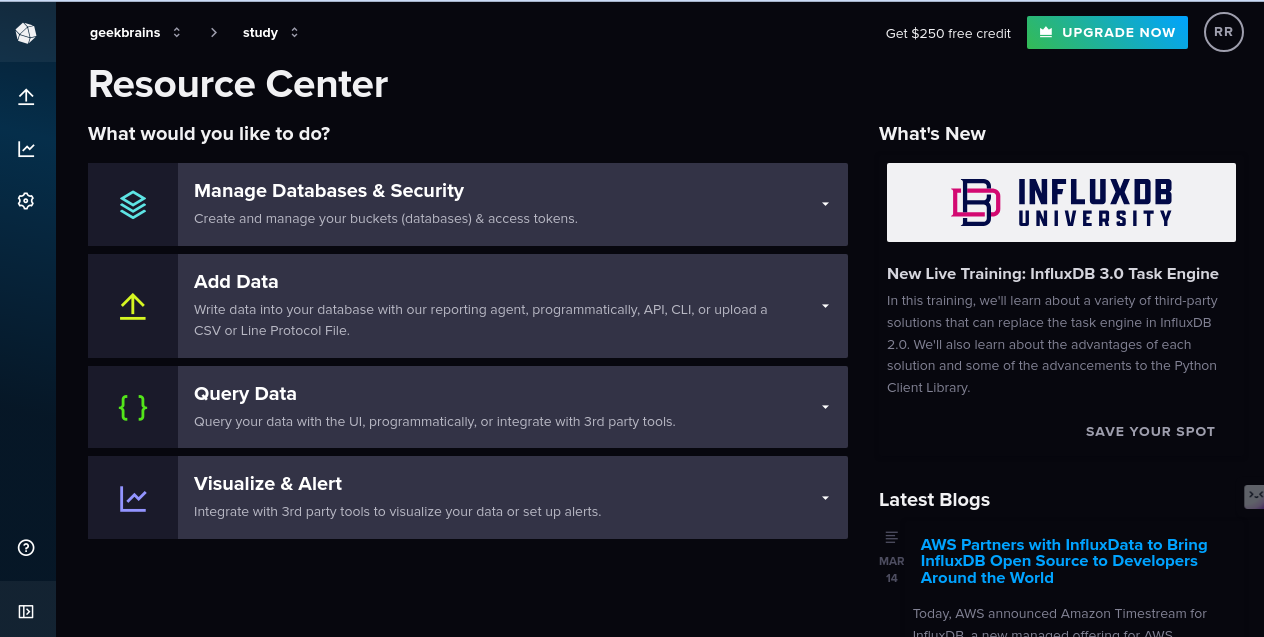 geekbrains
study
Get $250 free credit
UPGRADE NOW
RR
Resource Center
What would you like to do?
Manage Databases & Security
Create and manage your buckets (databases) & access tokens.
Add Data
Write data into your database with our reporting agent, programmatically, API, CLI, or upload a
CSV or Line Protocol File.
Query Data
Query your data with the UI, programmatically, or integrate with 3rd party tools.
Visualize & Alert
Integrate with 3rd party tools to visualize your data or set up alerts.
What's New
INFLUXDB
UNIVERSITY
New Live Training: InfluxDB 3.0 Task Engine
In this training, we'll learn about a variety of third-party
solutions that can replace the task engine in InfluxDB
2.0. We'll also learn about the advantages of each
solution and some of the advancements to the Python
Client Library.
SAVE YOUR SPOT
Latest Blogs
MAR
14
AWS Partners with InfluxData to Bring
InfluxDB Open Source to Developers
Around the World
Today, AWS announced Amazon Timestream for
InfluxDB, a new managed offering for AWS